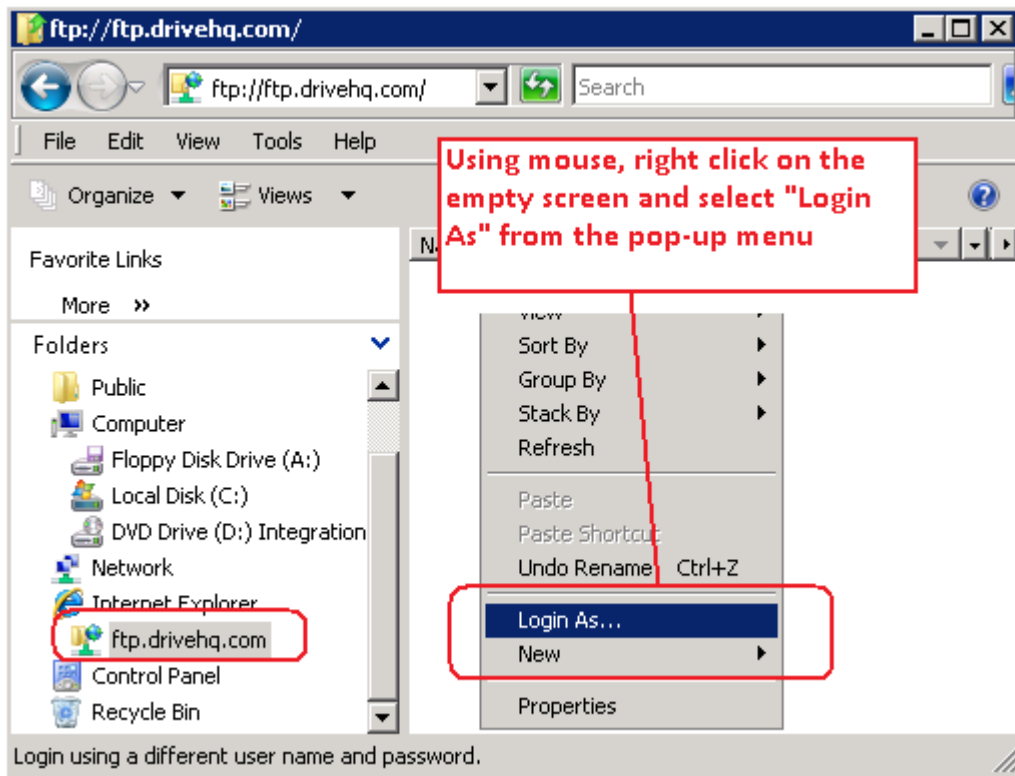 ftp://ftp.drivehq.com/
ftp://ftp.drivehq.com/
Search
File Edit View Tools Help
Using mouse, right click on the
empty screen and select "Login
As" from the pop-up menu
Organize Views
Favorite Links
More »
Folders
Public
Computer
Floppy Disk Drive (A:)
Local Disk (C:)
DVD Drive (D:) Integration
Network
Internet Explorer
ftp.drivehq.com
Control Panel
Recycle Bin
View
Sort By
Group By
Stack By
Refresh
Paste
Paste Shortcut
Undo Rename Ctrl+Z
Login As...
New
Properties
Login using a different user name and password.